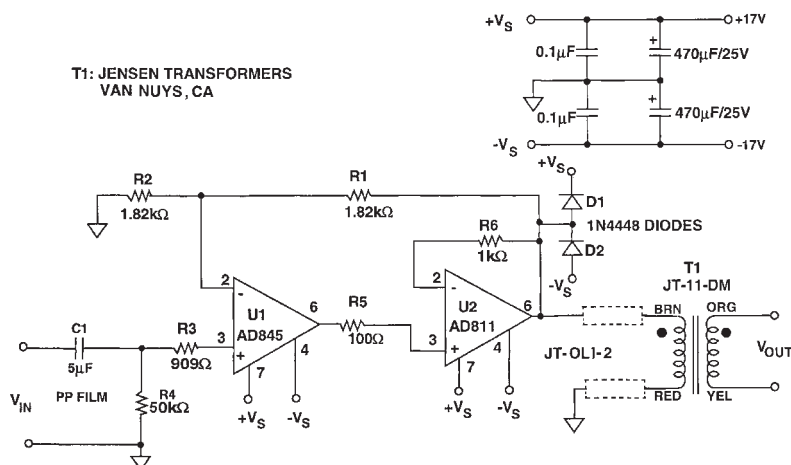 +VS
+17V
0.1µF
+
470µF/25V
T1: JENSEN TRANSFORMERS
VAN NUYS, CA
0.1µF
+
470µF/25V
-VS
-17V
+VS
R2
R1
D1
1.82kΩ
1.82kΩ
R6
1N4448 DIODES
1kΩ
D2
T1
-VS
JT-11-DM
2
-
2
-
6
BRN
ORG
U1
6
R5
U2
AD845
AD811
C1
R3
3
+
4
100Ω
3
+
4
JT-OL1-2
VOUT
5µF
909Ω
7
7
RED
YEL
VIN
PP FILM
R4
50kΩ
+VS
-VS
+VS
-VS